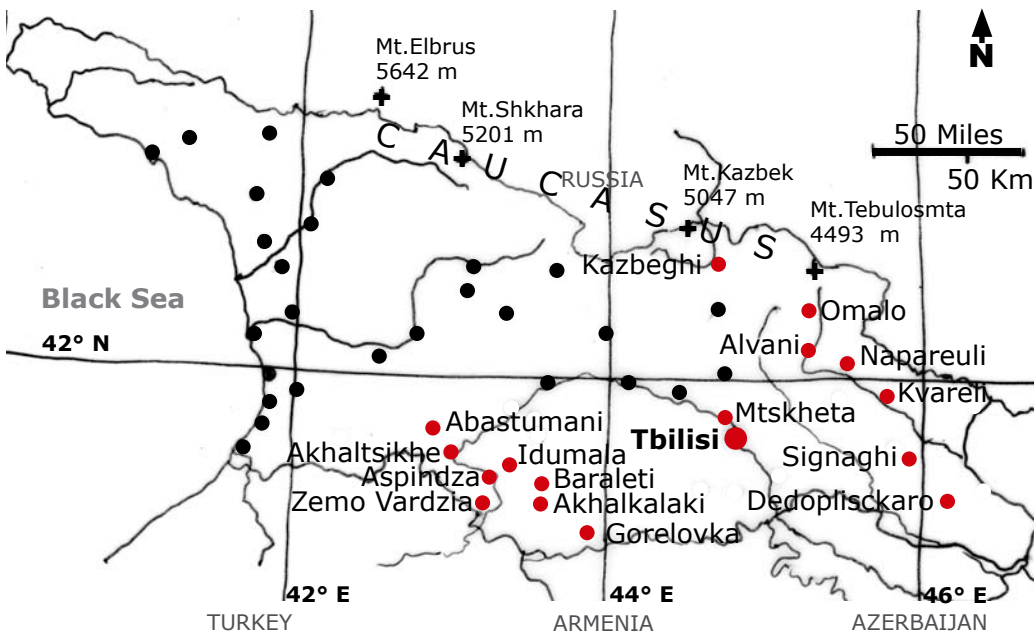 Mt.Elbrus
5642 m
N
Mt.Shkhara
5201 m
50 Miles
50 Km
CAUCASUS
RUSSIA
Mt.Kazbek
5047 m
Mt.Tebulosmta
4493 m
Kazbeghi
Black Sea
Omalo
42° N
Alvani
Napareuli
Kvareli
Abastumani
Mtskheta
Tbilisi
Akhaltsikhe
Idumala
Signaghi
Aspindza
Baraleti
Zemo Vardzia
Akhalkalaki
Dedoplisckaro
Gorelovka
42° E
44° E
46° E
TURKEY
ARMENIA
AZERBAIJAN